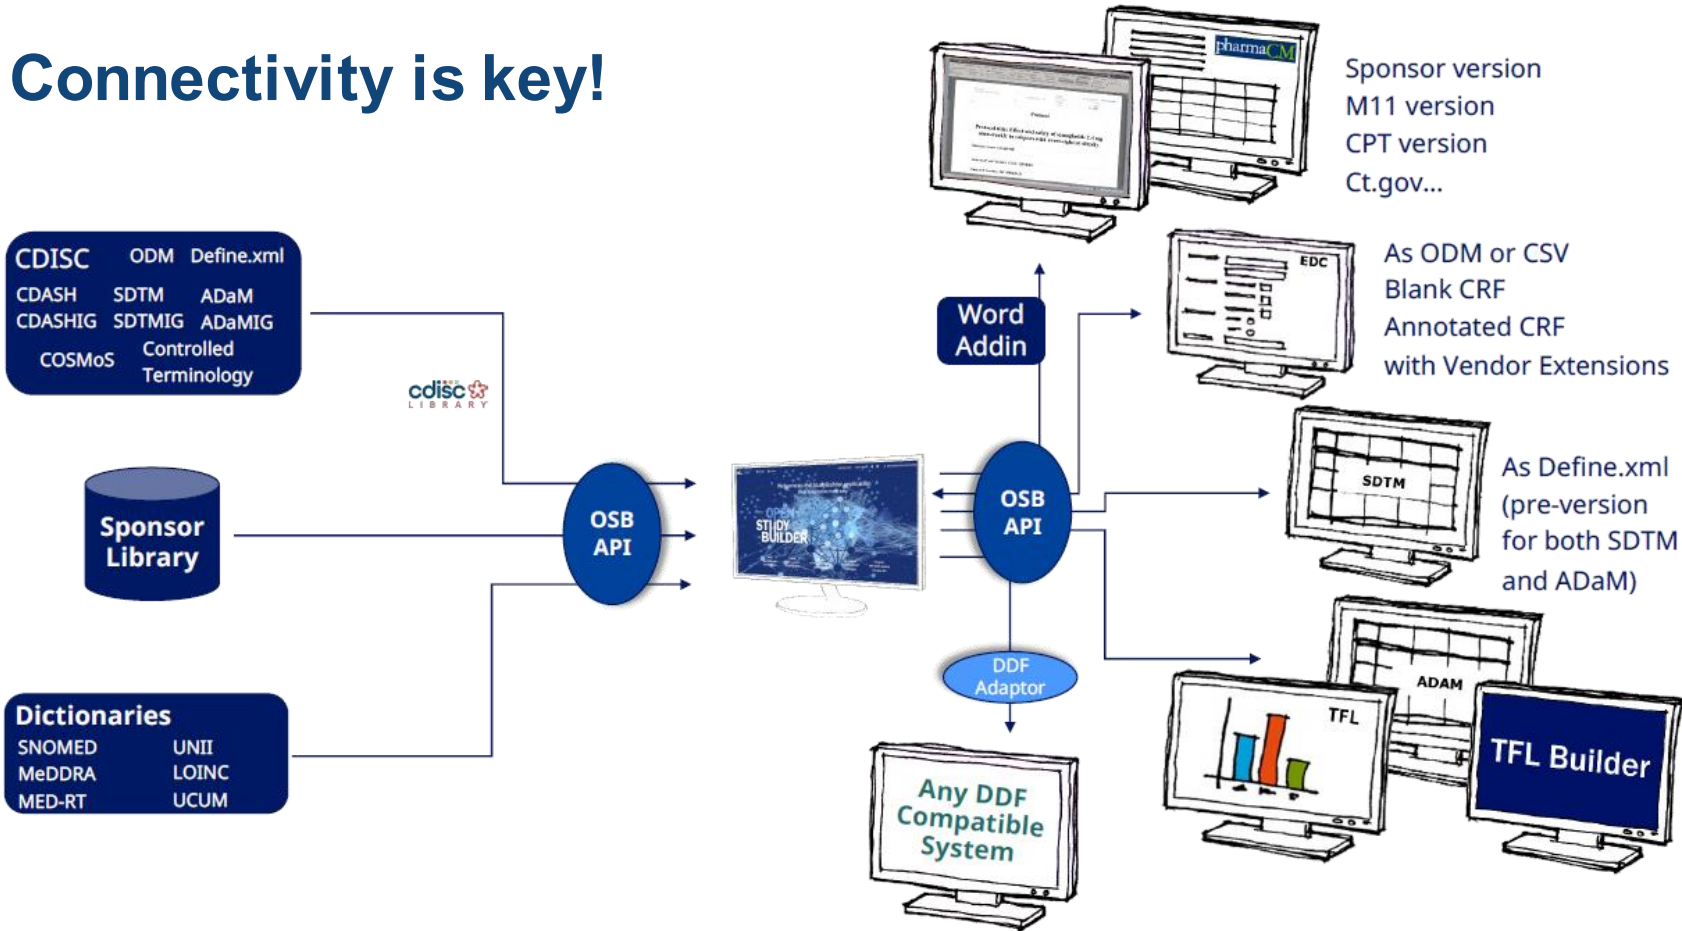 Connectivity is key!
pharmaCM
Protocol
Sponsor version
M11 version
CPT version
Ct.gov...
CDISC ODM Define.xml
CDASH SDTM ADaM
CDASHIG SDTMIG ADaMIG
COSMoS Controlled
Terminology
cdisc
LIBRARY
Word
Addin
EDC
As ODM or CSV
Blank CRF
Annotated CRF
with Vendor Extensions
Sponsor
Library
OSB
API
OPEN
STUDY
BUILDER
OSB
API
SDTM
As Define.xml
(pre-version
for both SDTM
and ADaM)
Dictionaries
SNOMED UNII
MeDDRA LOINC
MED-RT UCUM
DDF
Adaptor
Any DDF
Compatible
System
ADAM
TFL
TFL Builder